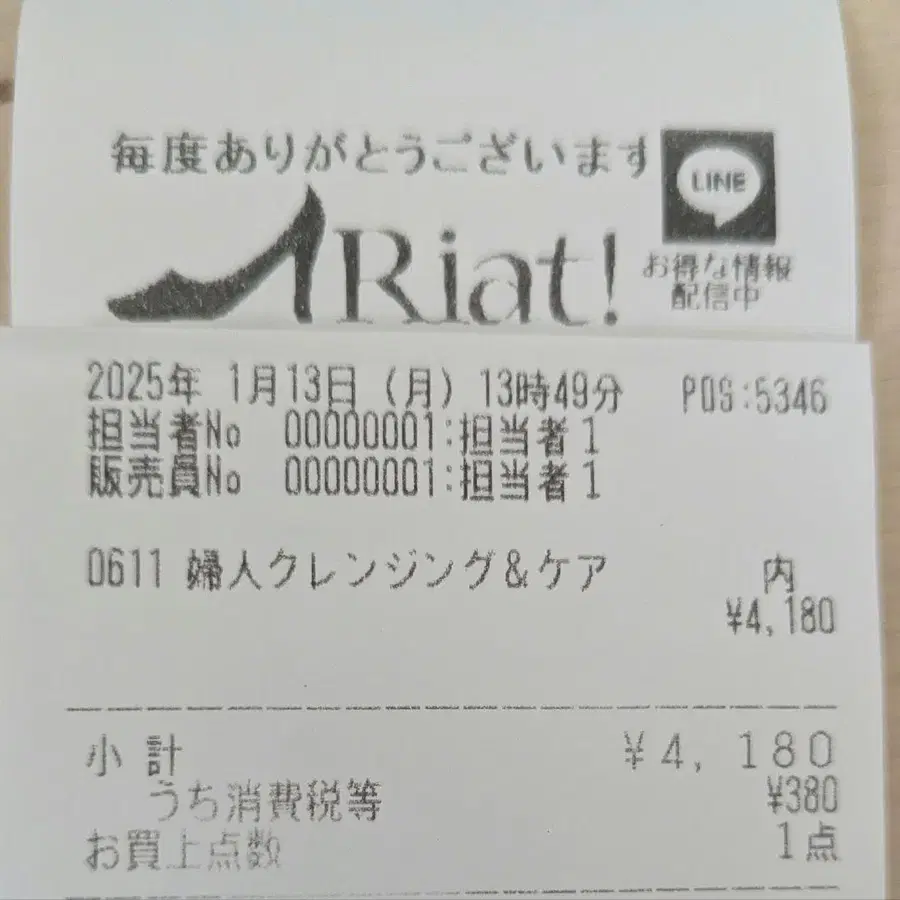 毎度ありがとうございます
LINE
Riat!
お得な情報
配信中
2025年 1月13日（月）13時49分 POS:5346
担当者No 00000001:担当者1
販売員No 00000001:担当者1
0611 婦人クレンジング＆ケア 内
¥4,180
小計 ¥4,180
うち消費税等 ¥380
お買上点数 1点